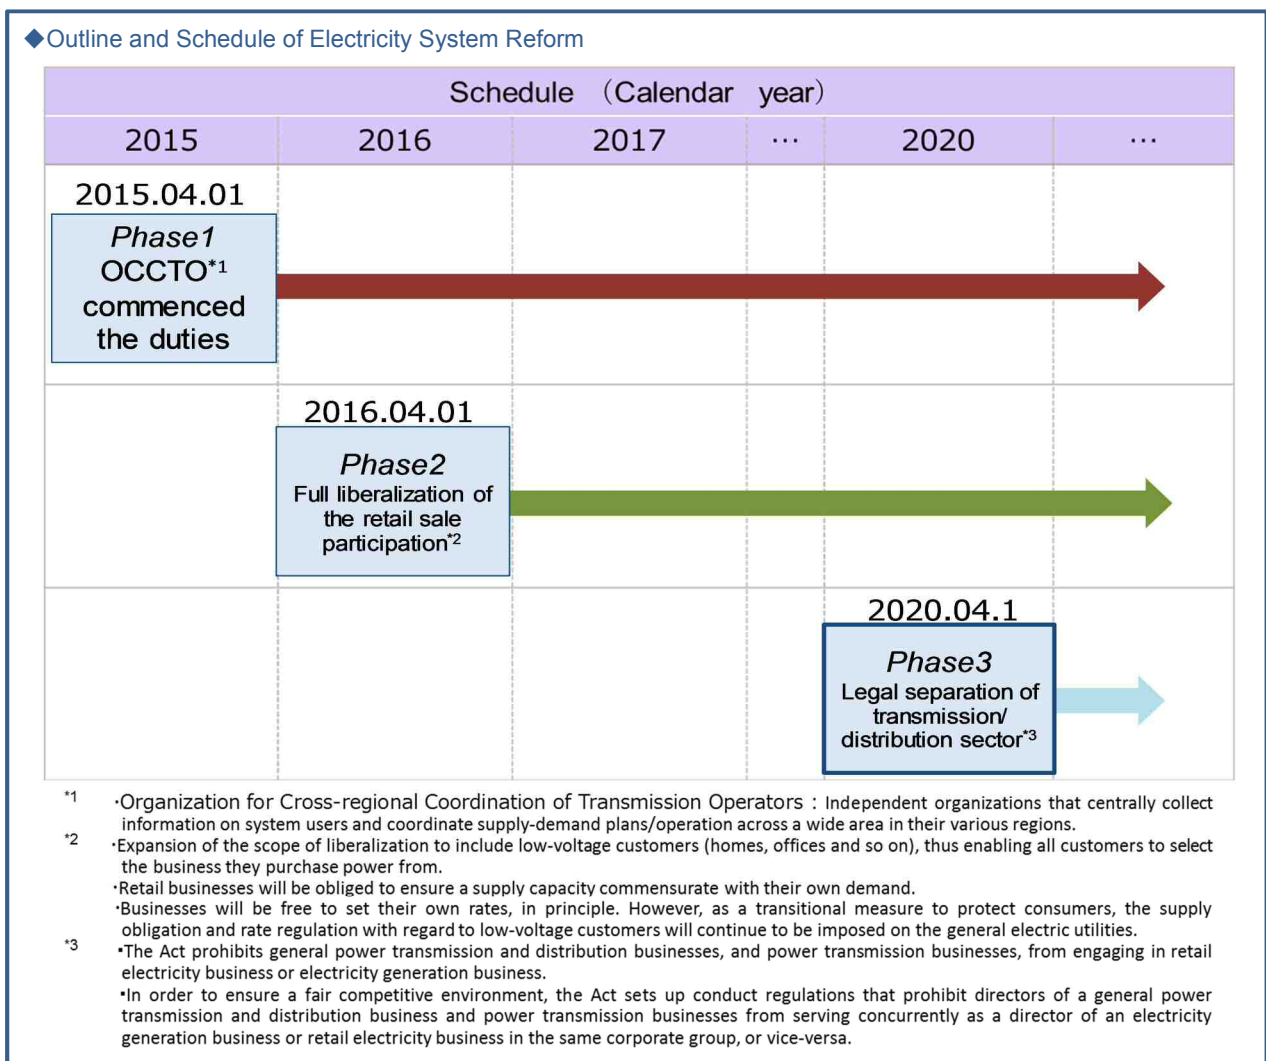 ◆Outline and Schedule of Electricity System Reform
Schedule （Calendar year）
2015 2016 2017 … 2020 …
2015.04.01
Phase1
OCCTO*1
commenced
the duties
2016.04.01
Phase2
Full liberalization of
the retail sale
participation*2
2020.04.1
Phase3
Legal separation of
transmission/
distribution sector*3
*1 ・Organization for Cross-regional Coordination of Transmission Operators : Independent organizations that centrally collect
information on system users and coordinate supply-demand plans/operation across a wide area in their various regions.
*2 ・Expansion of the scope of liberalization to include low-voltage customers (homes, offices and so on), thus enabling all customers to select
the business they purchase power from.
・Retail businesses will be obliged to ensure a supply capacity commensurate with their own demand.
・Businesses will be free to set their own rates, in principle. However, as a transitional measure to protect consumers, the supply
obligation and rate regulation with regard to low-voltage customers will continue to be imposed on the general electric utilities.
*3 ▪The Act prohibits general power transmission and distribution businesses, and power transmission businesses, from engaging in retail
electricity business or electricity generation business.
▪In order to ensure a fair competitive environment, the Act sets up conduct regulations that prohibit directors of a general power
transmission and distribution business and power transmission businesses from serving concurrently as a director of an electricity
generation business or retail electricity business in the same corporate group, or vice-versa.